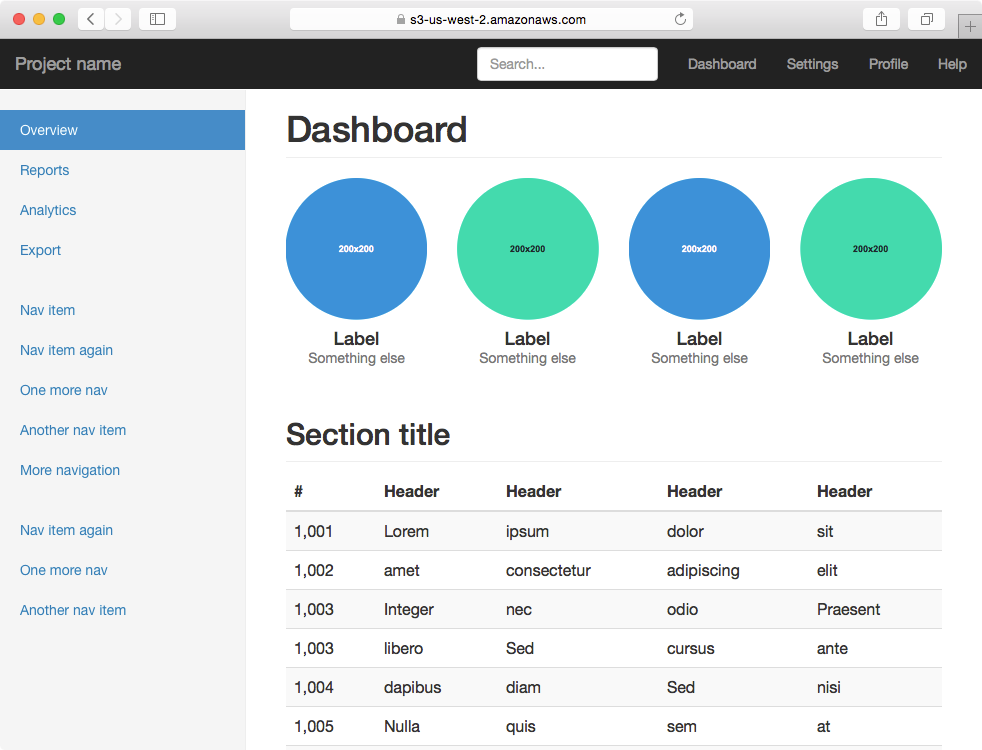 s3-us-west-2.amazonaws.com
Project name Search... Dashboard Settings Profile Help
Overview
Reports
Analytics
Export
Nav item
Nav item again
One more nav
Another nav item
More navigation
Nav item again
One more nav
Another nav item
Dashboard
200x200 200x200 200x200 200x200
Label Label Label Label
Something else Something else Something else Something else
Section title
# Header Header Header Header
1,001 Lorem ipsum dolor sit
1,002 amet consectetur adipiscing elit
1,003 Integer nec odio Praesent
1,003 libero Sed cursus ante
1,004 dapibus diam Sed nisi
1,005 Nulla quis sem at